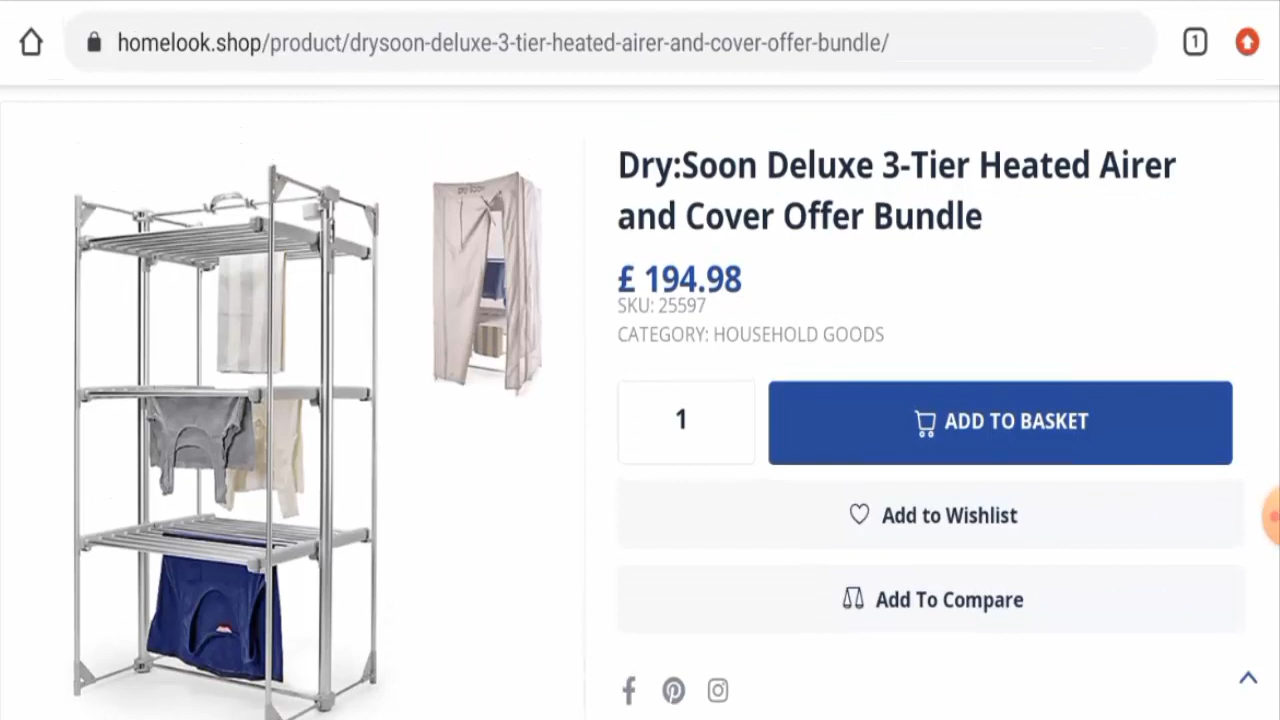 homelook.shop/product/drysoon-deluxe-3-tier-heated-airer-and-cover-offer-bundle/
1
Dry:Soon Deluxe 3-Tier Heated Airer
and Cover Offer Bundle
£ 194.98
SKU: 25597
CATEGORY: HOUSEHOLD GOODS
1
ADD TO BASKET
Add to Wishlist
Add To Compare
dry:soon